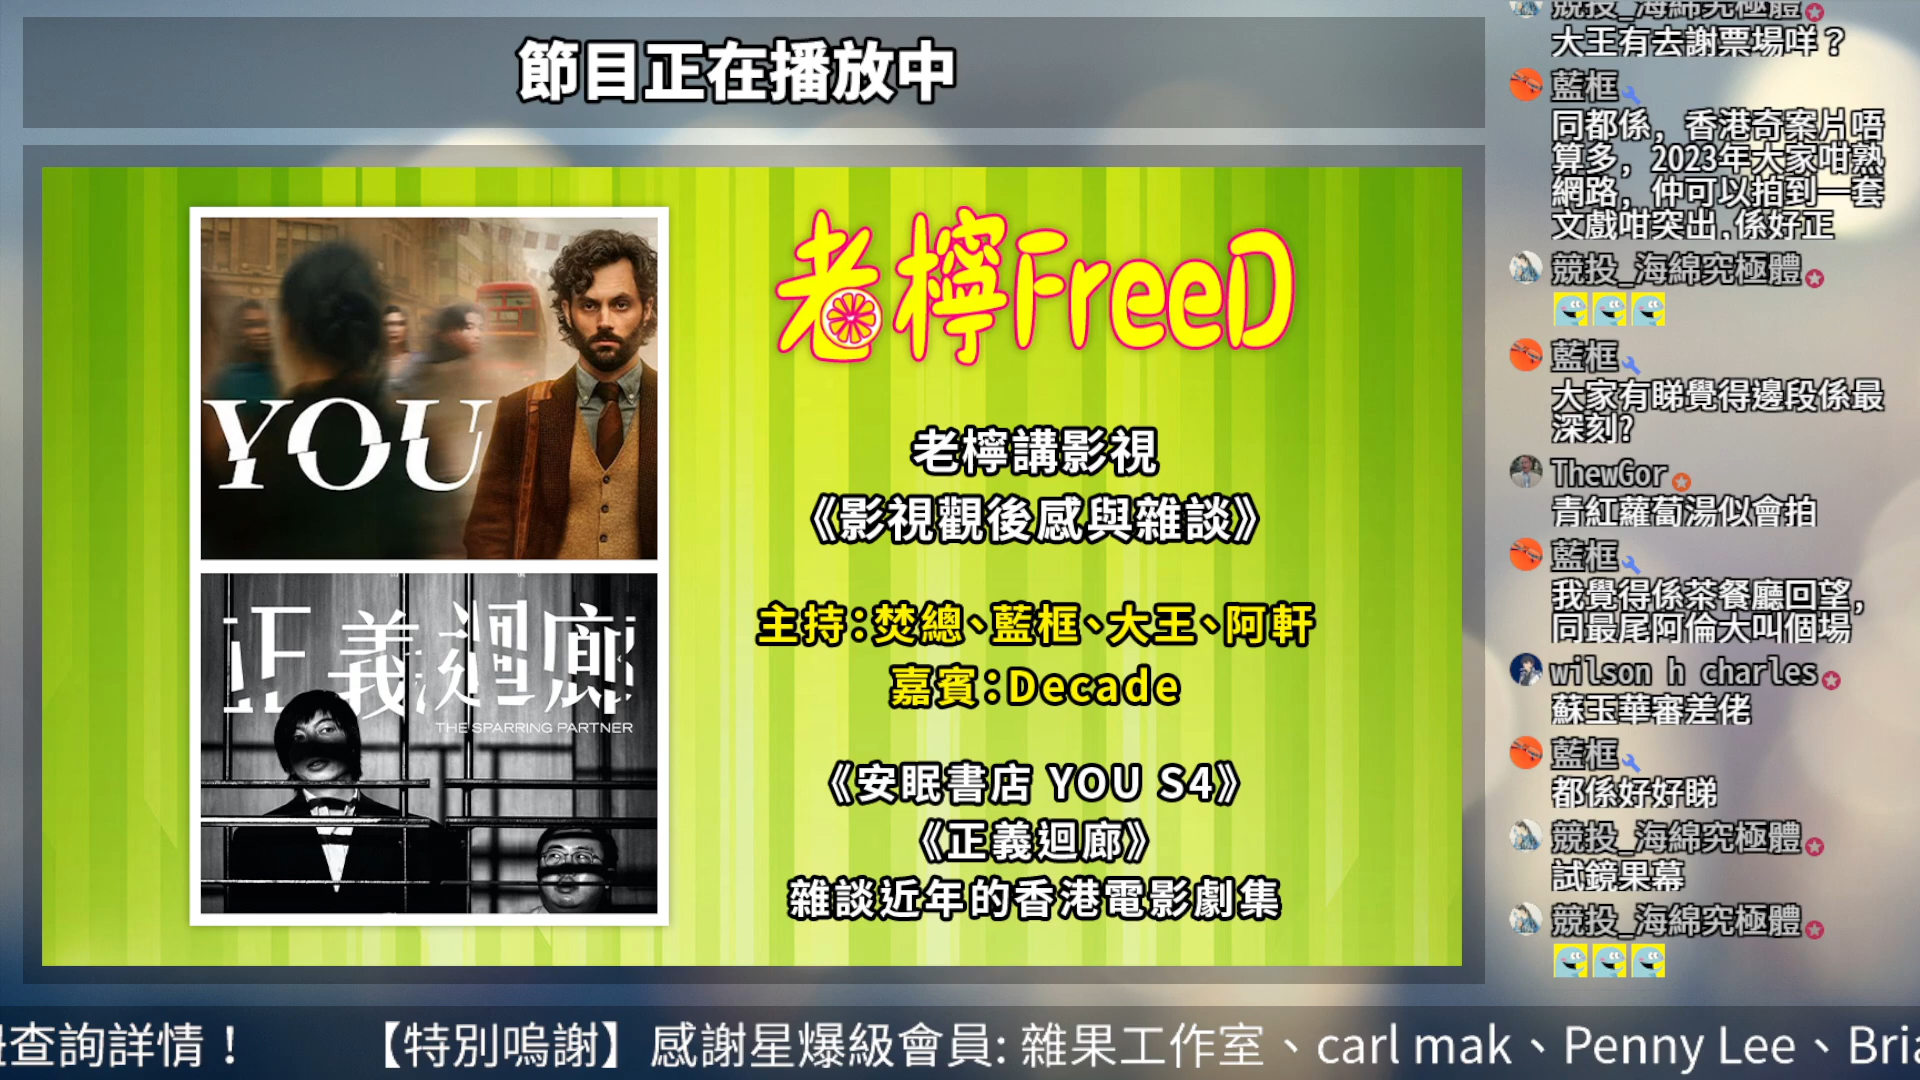 節目正在播放中
YOU
正義迴廊
THE SPARRING PARTNER
老檸FreeD
老檸講影視
《影視觀後感與雜談》
主持：焚總、藍框、大王、阿軒
嘉賓：Decade
《安眠書店 YOU S4》
《正義迴廊》
雜談近年的香港電影劇集
競投_海綿究極體
大王有去謝票場咩？
藍框
同都係，香港奇案片唔
算多，2023年大家咁熟
網路，仲可以拍到一套
文戲咁突出,係好正
競投_海綿究極體
藍框
大家有睇覺得邊段係最
深刻?
ThewGor
青紅蘿蔔湯似會拍
藍框
我覺得係茶餐廳回望，
同最尾阿倫大叫個場
wilson h charles
蘇玉華審差佬
藍框
都係好好睇
競投_海綿究極體
試鏡果幕
競投_海綿究極體
查詢詳情！ 【特別鳴謝】感謝星爆級會員: 雜果工作室、carl mak、Penny Lee、Bria